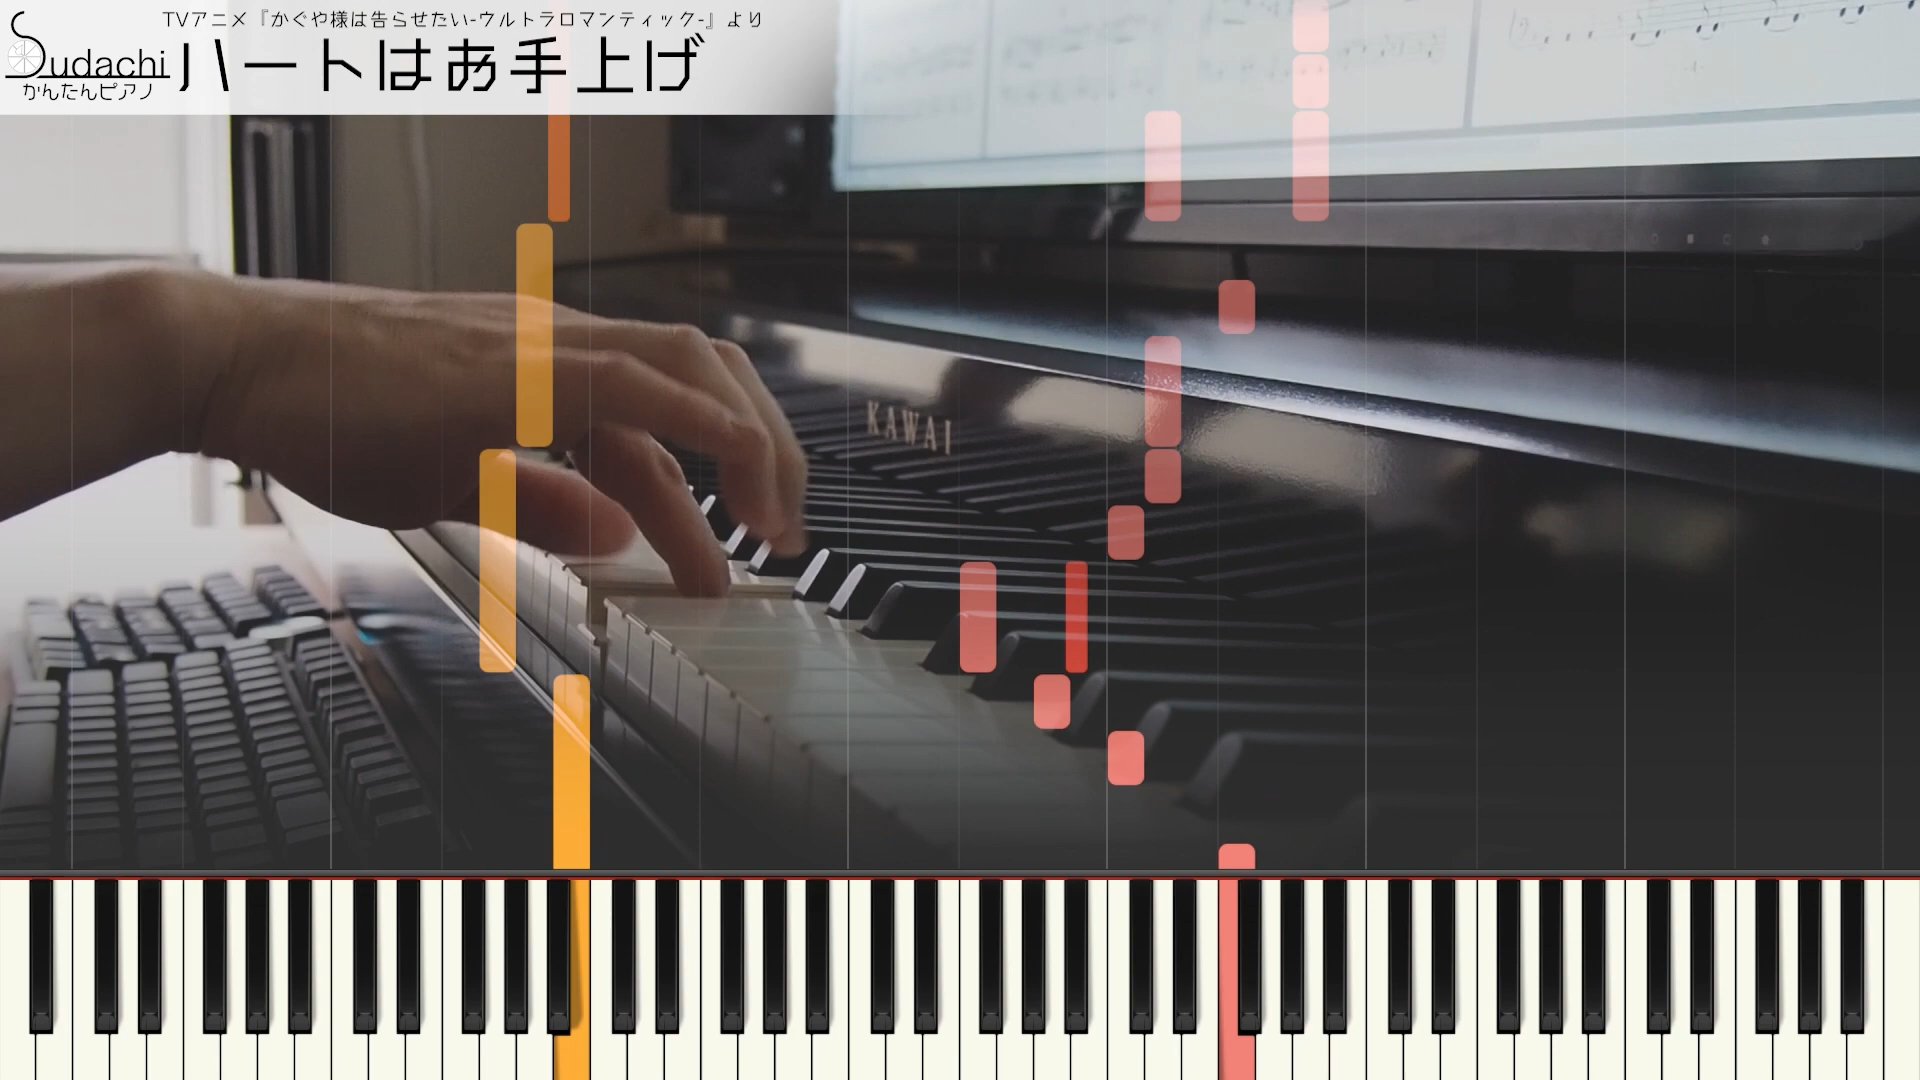 TVアニメ『かぐや様は告らせたい-ウルトラロマンティック-』より
Sudachi
かんたんピアノ
ハートはお手上げ
KAWAI